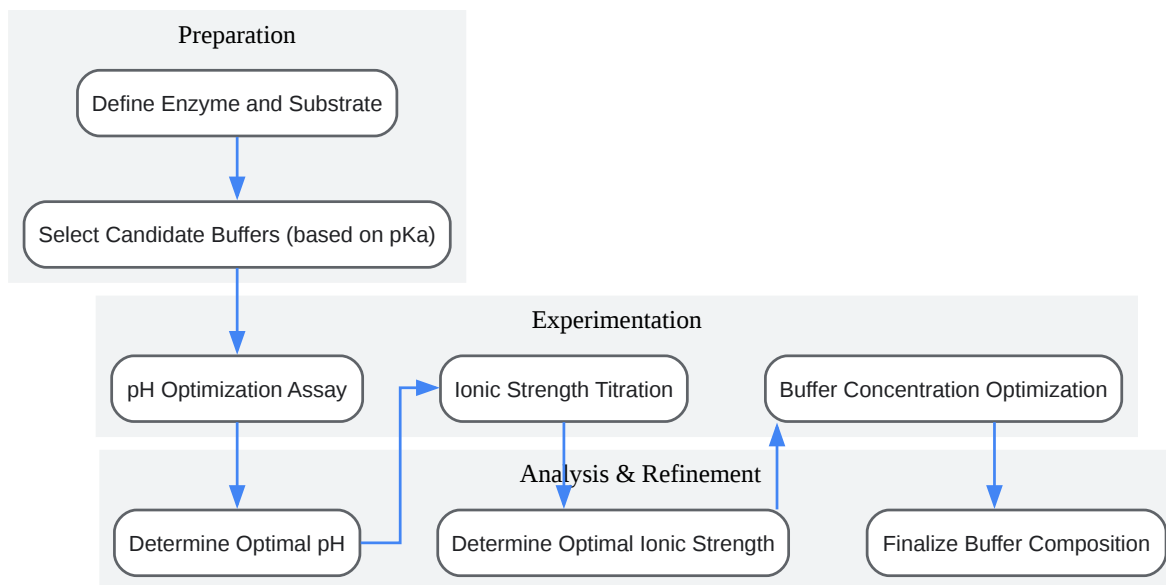 Preparation
Define Enzyme and Substrate
Select Candidate Buffers (based on pKa)
Experimentation
pH Optimization Assay
Ionic Strength Titration
Buffer Concentration Optimization
Analysis & Refinement
Determine Optimal pH
Determine Optimal Ionic Strength
Finalize Buffer Composition